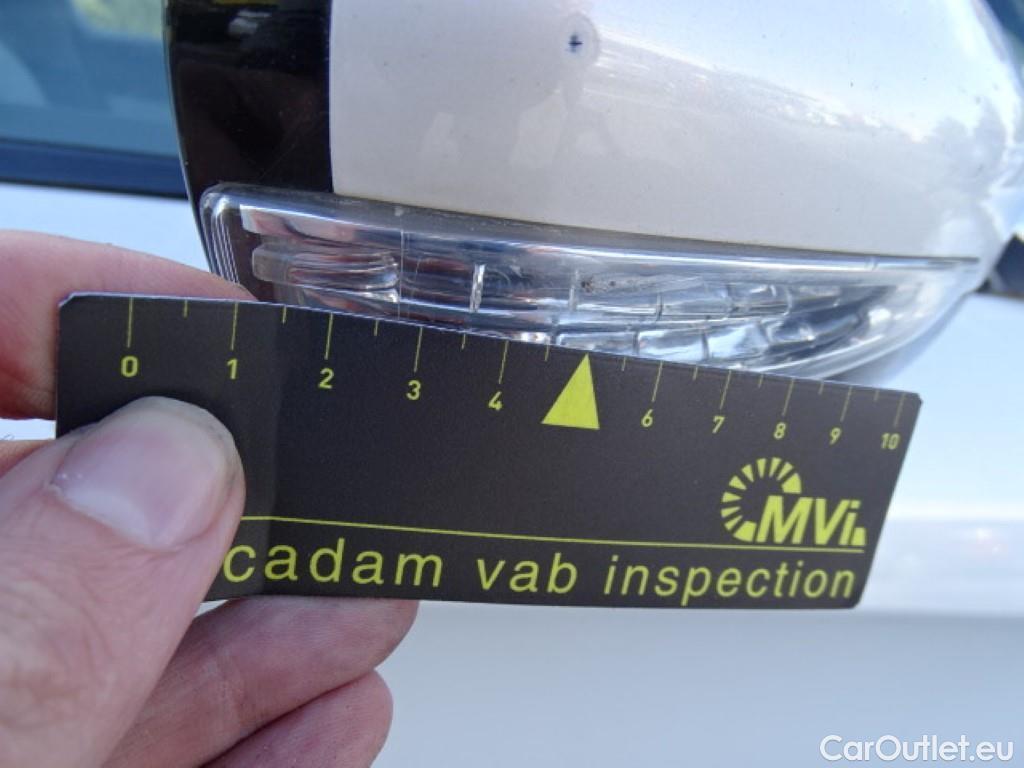 0 1 2 3 4 6 7 8 9 10
MVi
cadam vab inspection
CarOutlet.eu